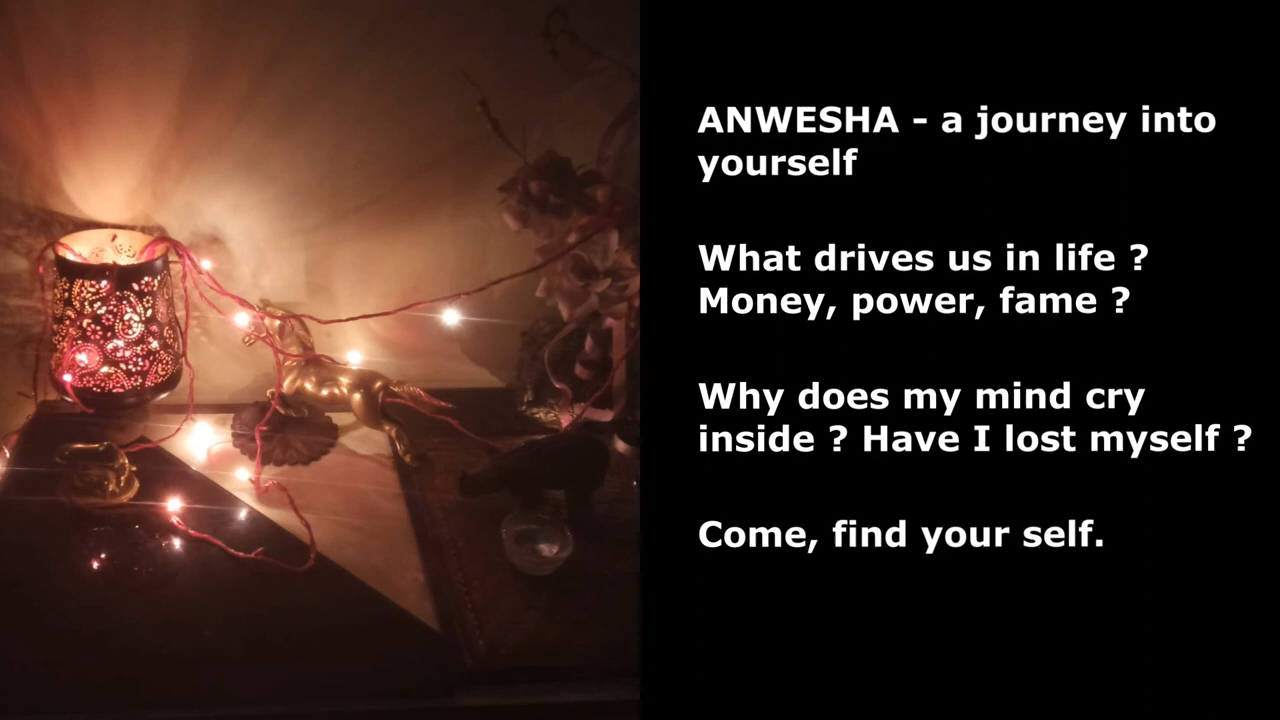 ANWESHA - a journey into
yourself
What drives us in life ?
Money, power, fame ?
Why does my mind cry
inside ? Have I lost myself ?
Come, find your self.